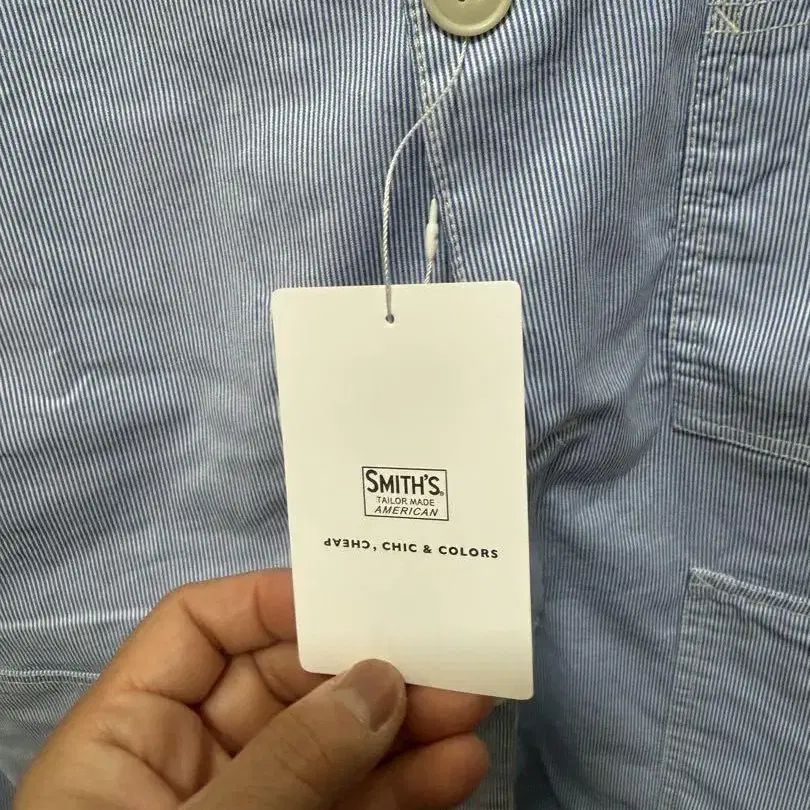 SMITH'S®
TAILOR MADE
AMERICAN
CHEAP, CHIC & COLORS